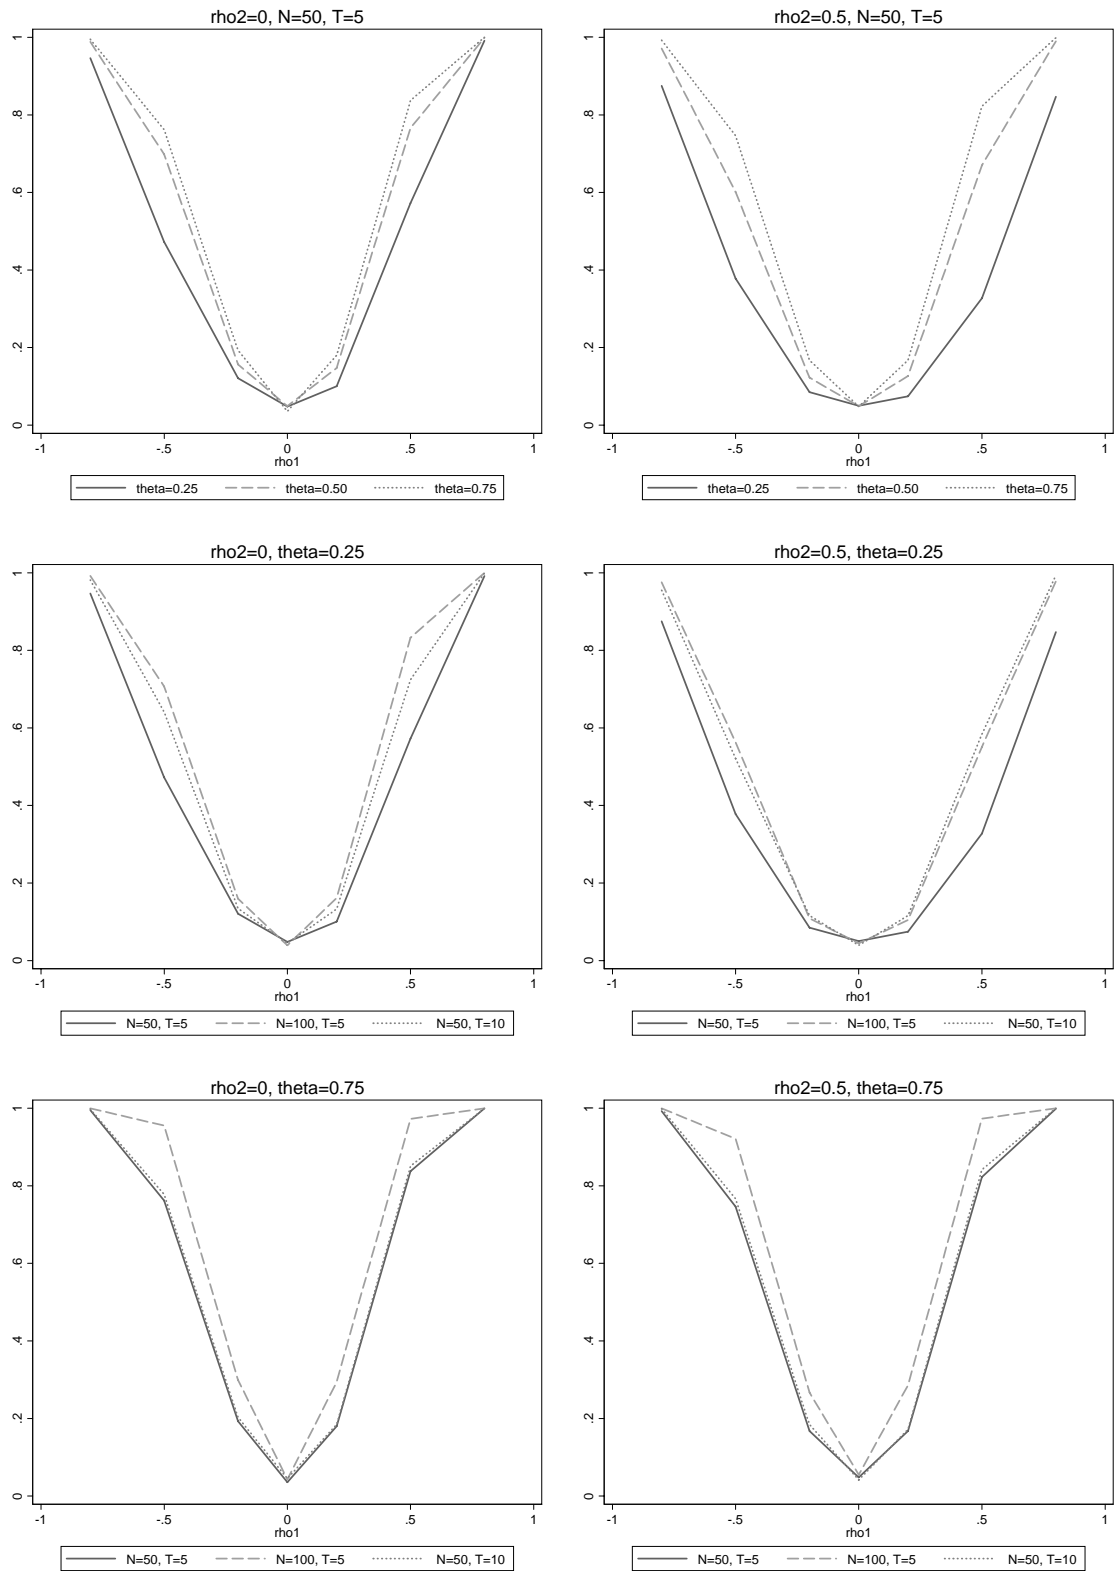 rho2=0, N=50, T=5
1
.8
.6
.4
.2
0
-1 -.5 0 .5 1
rho1
theta=0.25 theta=0.50 theta=0.75
rho2=0.5, N=50, T=5
1
.8
.6
.4
.2
0
-1 -.5 0 .5 1
rho1
theta=0.25 theta=0.50 theta=0.75
rho2=0, theta=0.25
1
.8
.6
.4
.2
0
-1 -.5 0 .5 1
rho1
N=50, T=5 N=100, T=5 N=50, T=10
rho2=0.5, theta=0.25
1
.8
.6
.4
.2
0
-1 -.5 0 .5 1
rho1
N=50, T=5 N=100, T=5 N=50, T=10
rho2=0, theta=0.75
1
.8
.6
.4
.2
0
-1 -.5 0 .5 1
rho1
N=50, T=5 N=100, T=5 N=50, T=10
rho2=0.5, theta=0.75
1
.8
.6
.4
.2
0
-1 -.5 0 .5 1
rho1
N=50, T=5 N=100, T=5 N=50, T=10